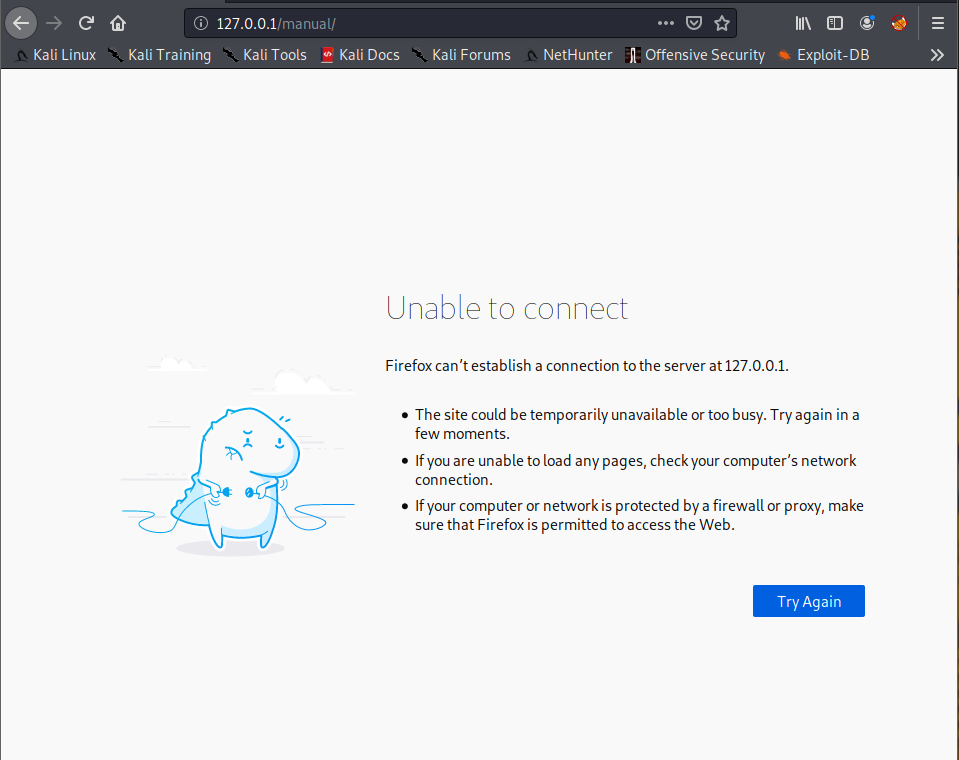 127.0.0.1/manual/
Kali Linux Kali Training Kali Tools Kali Docs Kali Forums NetHunter Offensive Security Exploit-DB
Unable to connect
Firefox can’t establish a connection to the server at 127.0.0.1.
The site could be temporarily unavailable or too busy. Try again in a
few moments.
If you are unable to load any pages, check your computer’s network
connection.
If your computer or network is protected by a firewall or proxy, make
sure that Firefox is permitted to access the Web.
Try Again